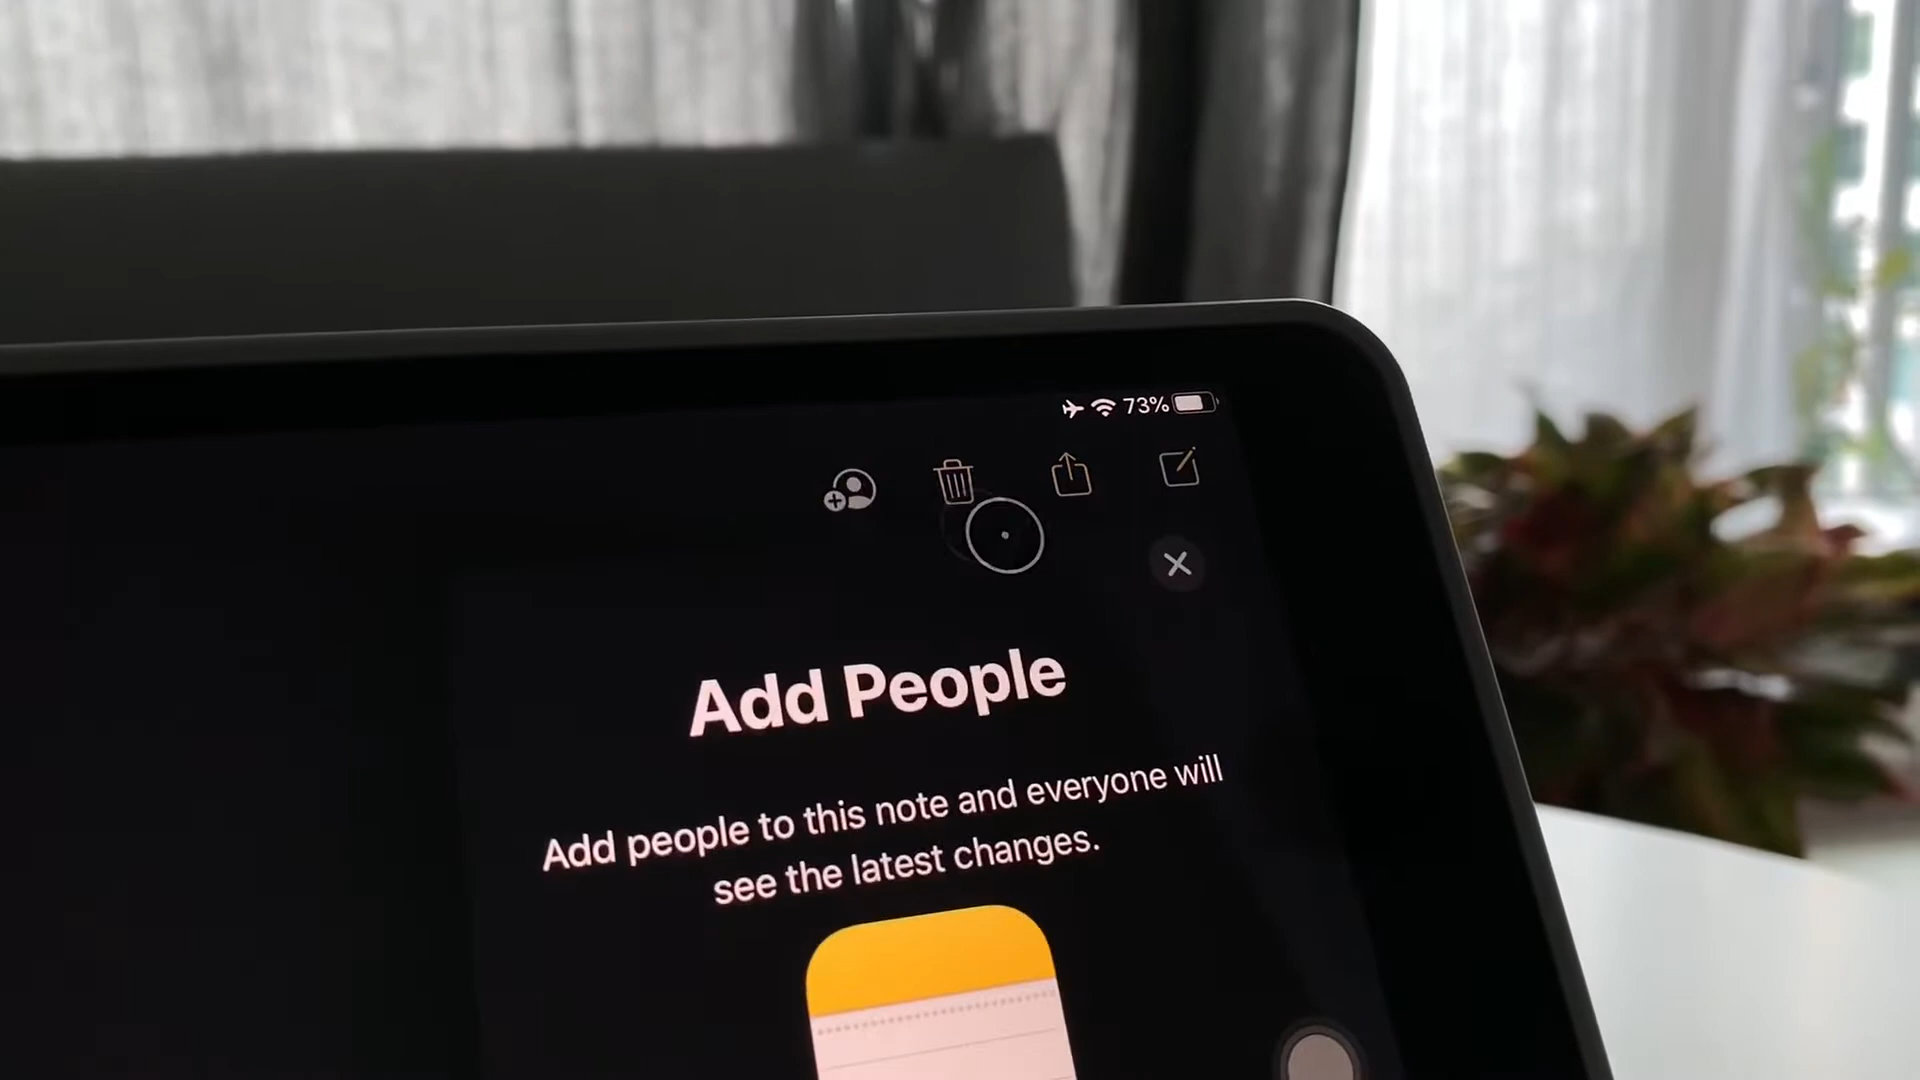 73%
Add People
Add people to this note and everyone will
see the latest changes.